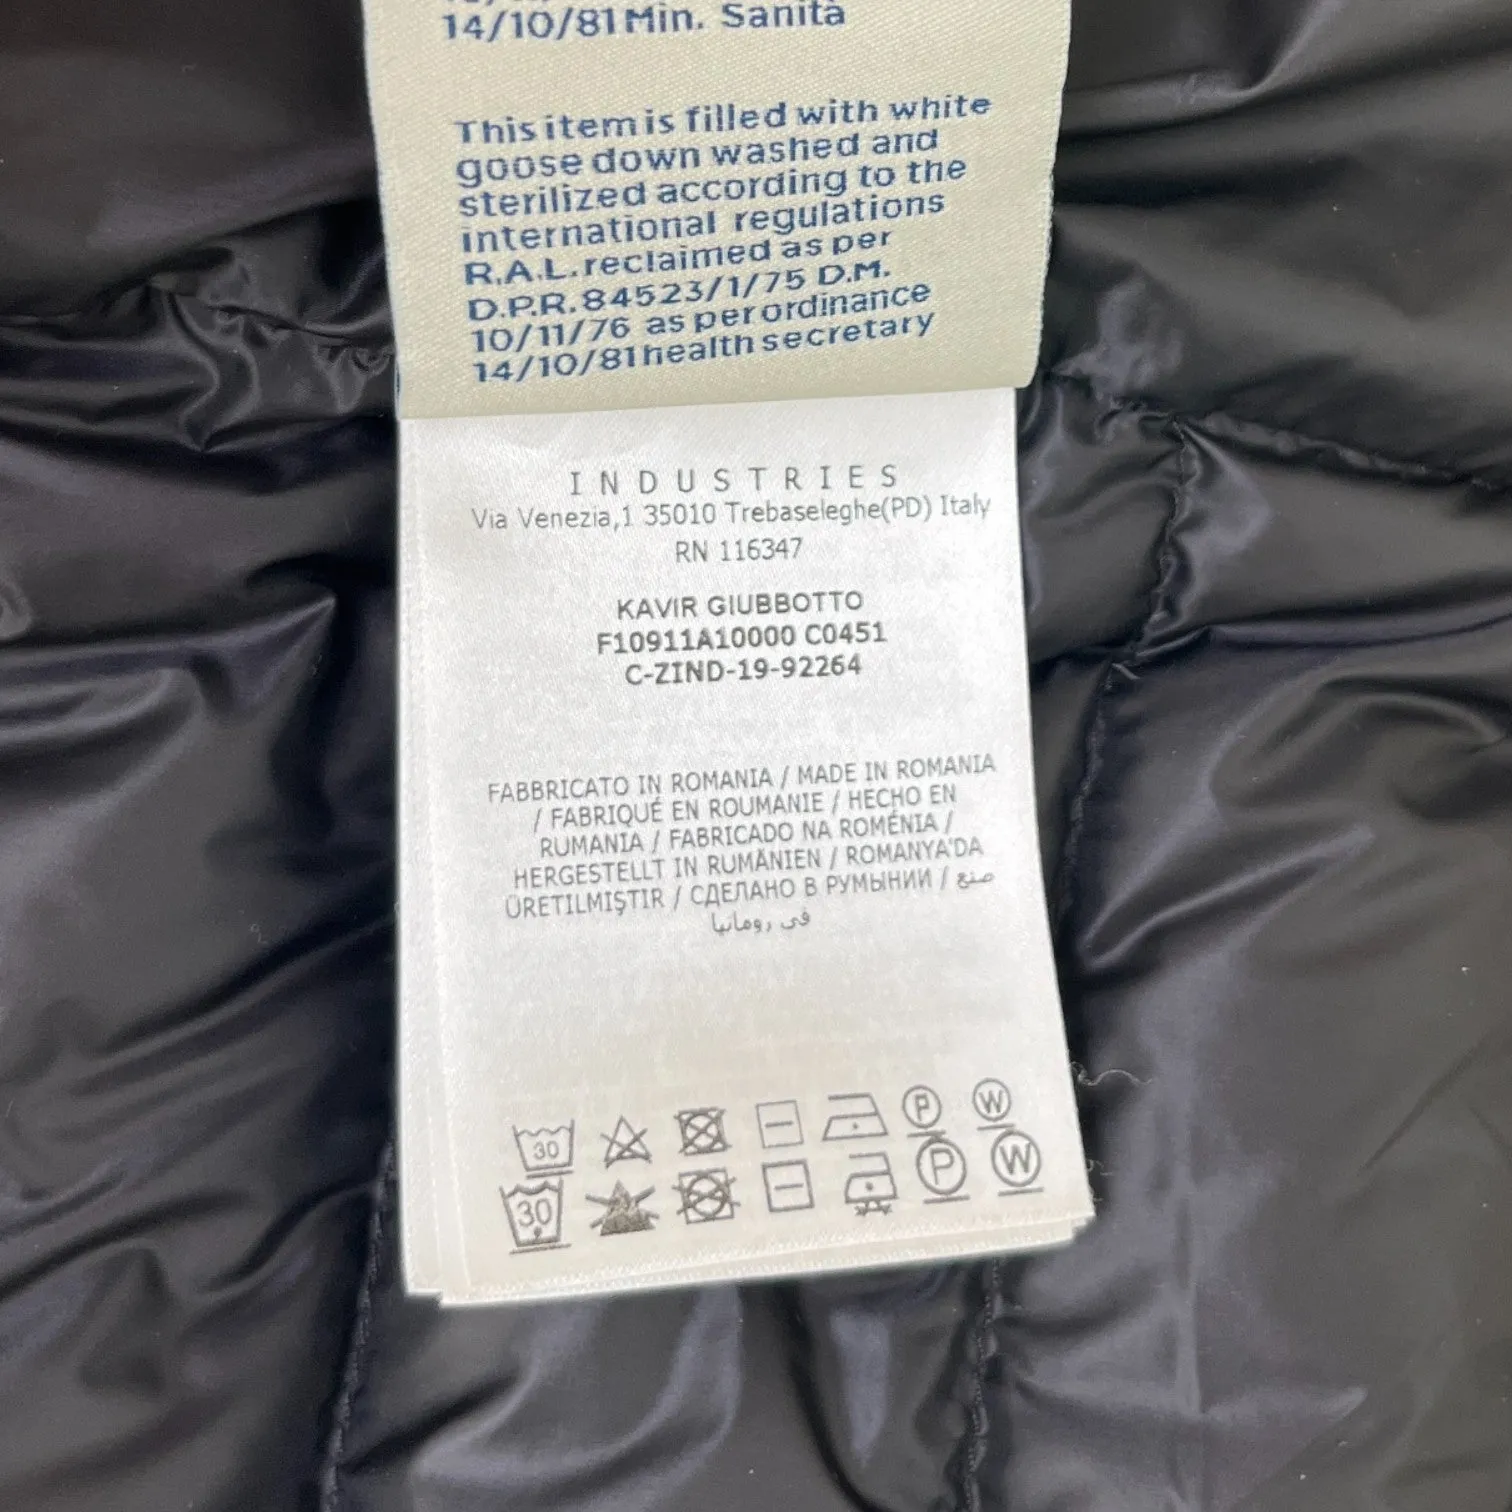 14/10/81 Min. Sanità
This item is filled with white
goose down washed and
sterilized according to the
international regulations
R.A.L. reclaimed as per
D.P.R. 84523/1/75 D.M.
10/11/76 as per ordinance
14/10/81 health secretary
INDUSTRIES
Via Venezia,1 35010 Trebaseleghe(PD) Italy
RN 116347
KAVIR GIUBBOTTO
F10911A10000 C0451
C-ZIND-19-92264
FABBRICATO IN ROMANIA / MADE IN ROMANIA
/ FABRIQUÉ EN ROUMANIE / HECHO EN
RUMANIA / FABRICADO NA ROMÉNIA /
HERGESTELLT IN RUMÄNIEN / ROMANYA'DA
ÜRETILMIŞTIR / СДЕЛАНО В РУМЫНИИ / صنع
في رومانيا
30 P W
30 P W